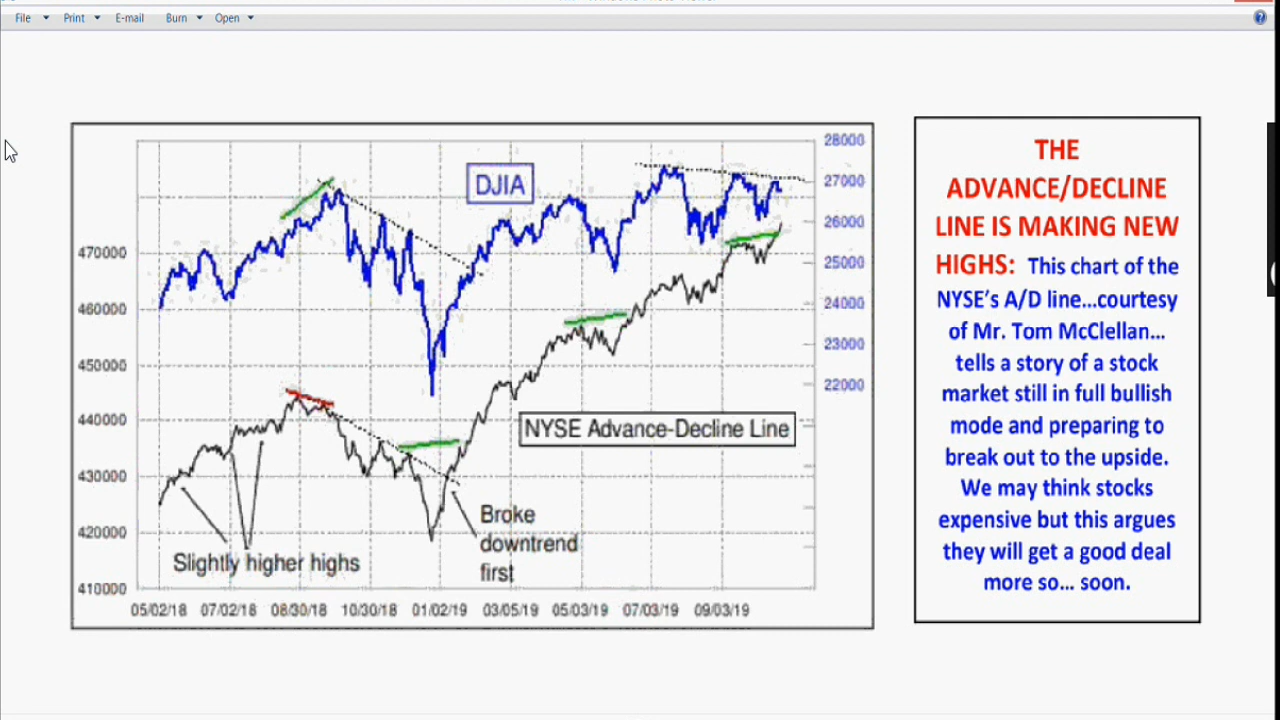 File Print E-mail Burn Open
28000
DJIA
27000
26000
470000
25000
460000
24000
450000
23000
22000
440000
NYSE Advance-Decline Line
430000
Broke
downtrend
first
420000
Slightly higher highs
410000
05/02/18 07/02/18 08/30/18 10/30/18 01/02/19 03/05/19 05/03/19 07/03/19 09/03/19
THE
ADVANCE/DECLINE
LINE IS MAKING NEW
HIGHS: This chart of the
NYSE's A/D line...courtesy
of Mr. Tom McClellan...
tells a story of a stock
market still in full bullish
mode and preparing to
break out to the upside.
We may think stocks
expensive but this argues
they will get a good deal
more so... soon.